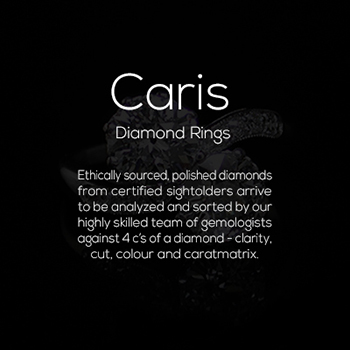 Caris
Diamond Rings
Ethically sourced, polished diamonds
from certified sightolders arrive
to be analyzed and sorted by our
highly skilled team of gemologists
against 4 c's of a diamond - clarity,
cut, colour and caratmatrix.